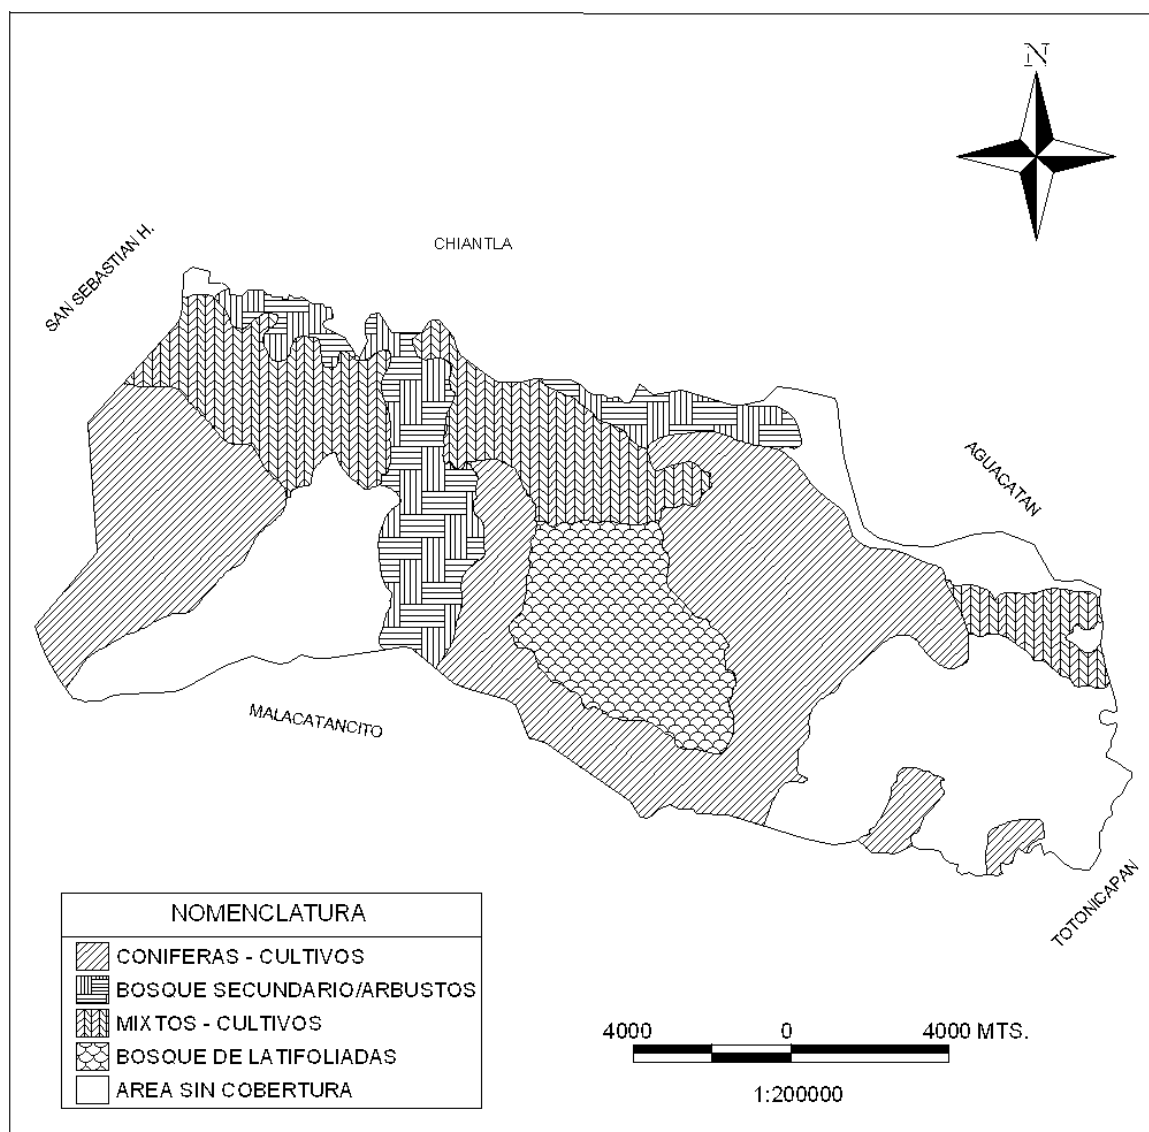 N
CHIANTLA
SAN SEBASTIAN H.
AGUACATAN
MALACATANCITO
TOTONICAPAN
NOMENCLATURA
CONIFERAS - CULTIVOS
BOSQUE SECUNDARIO/ARBUSTOS
MIXTOS - CULTIVOS
BOSQUE DE LATIFOLIADAS
AREA SIN COBERTURA
4000 0 4000 MTS.
1:200000